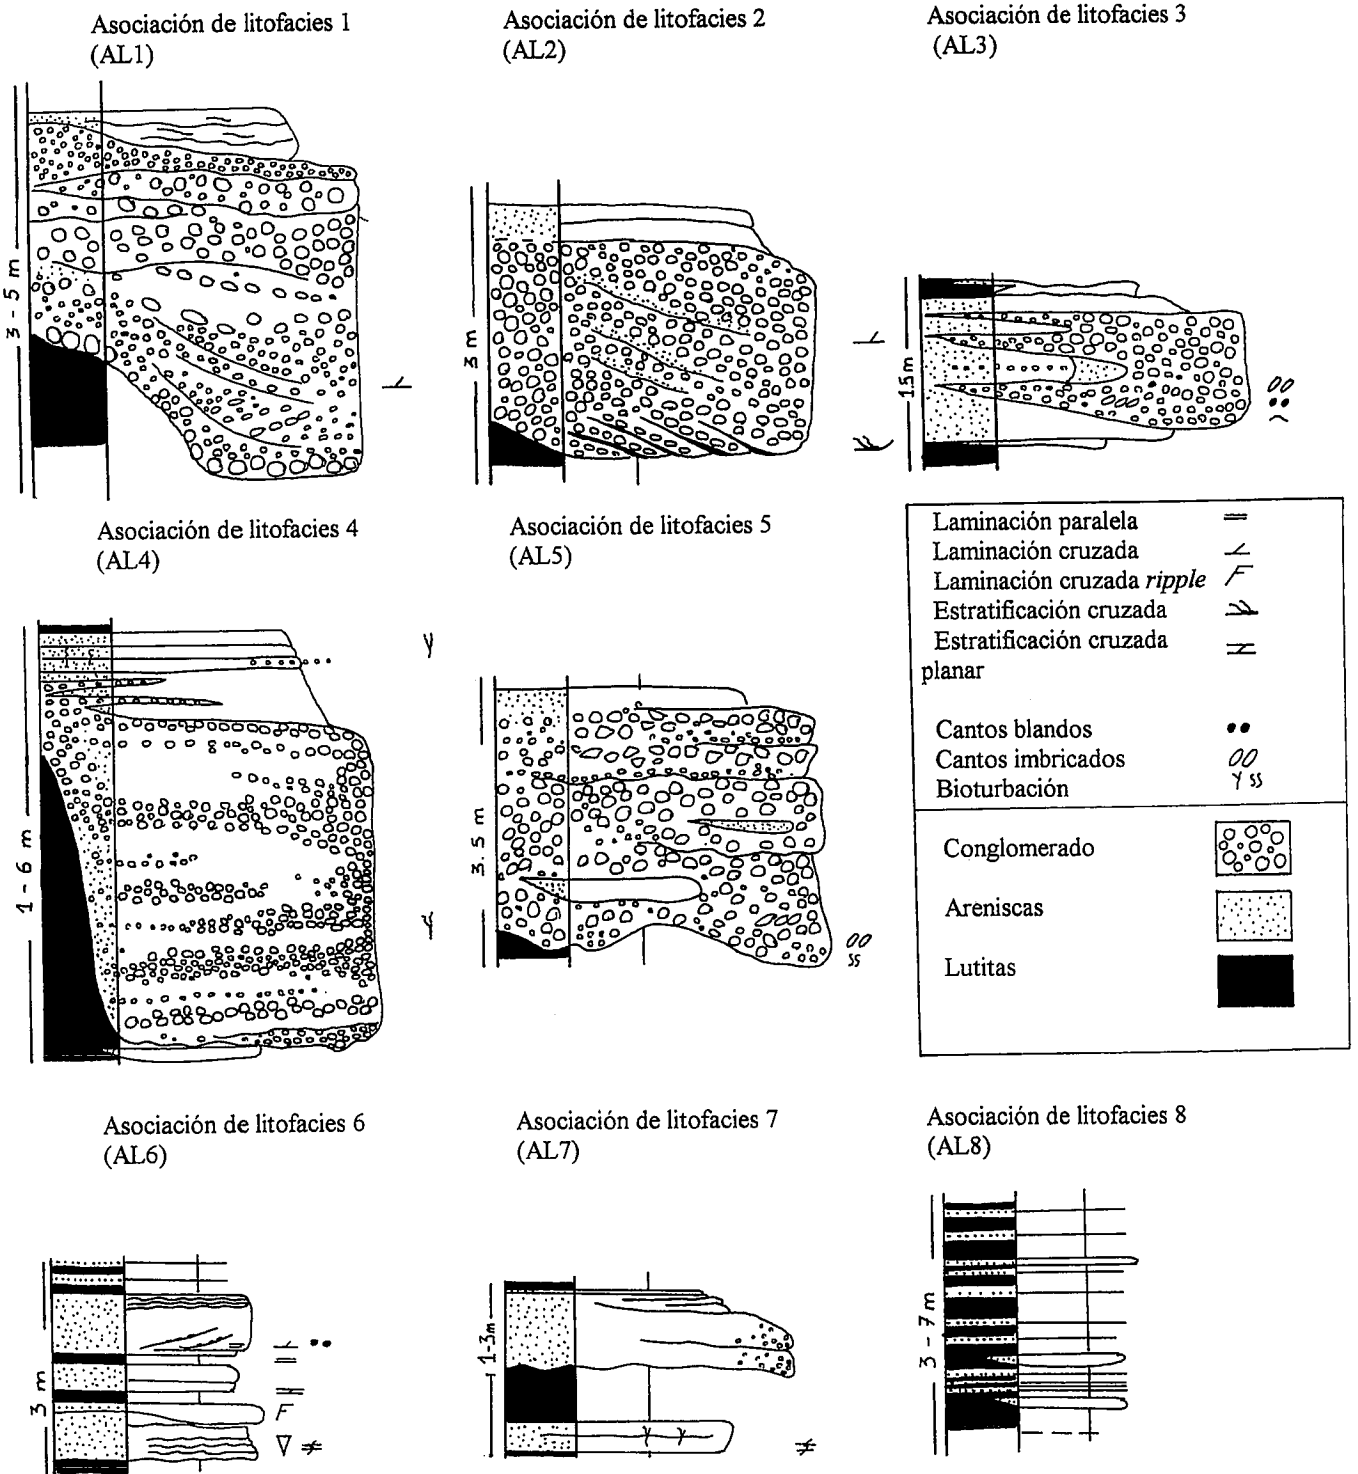 Asociación de litofacies 1
(AL1)
Asociación de litofacies 2
(AL2)
Asociación de litofacies 3
(AL3)
3 - 5 m
3 m
1.5 m
Laminación paralela
Laminación cruzada
Laminación cruzada ripple
Estratificación cruzada
Estratificación cruzada
planar
Cantos blandos
Cantos imbricados
Bioturbación
Conglomerado
Areniscas
Lutitas
Asociación de litofacies 4
(AL4)
Asociación de litofacies 5
(AL5)
1 - 6 m
3.5 m
Asociación de litofacies 6
(AL6)
Asociación de litofacies 7
(AL7)
Asociación de litofacies 8
(AL8)
3 m
1-3m
3 - 7 m